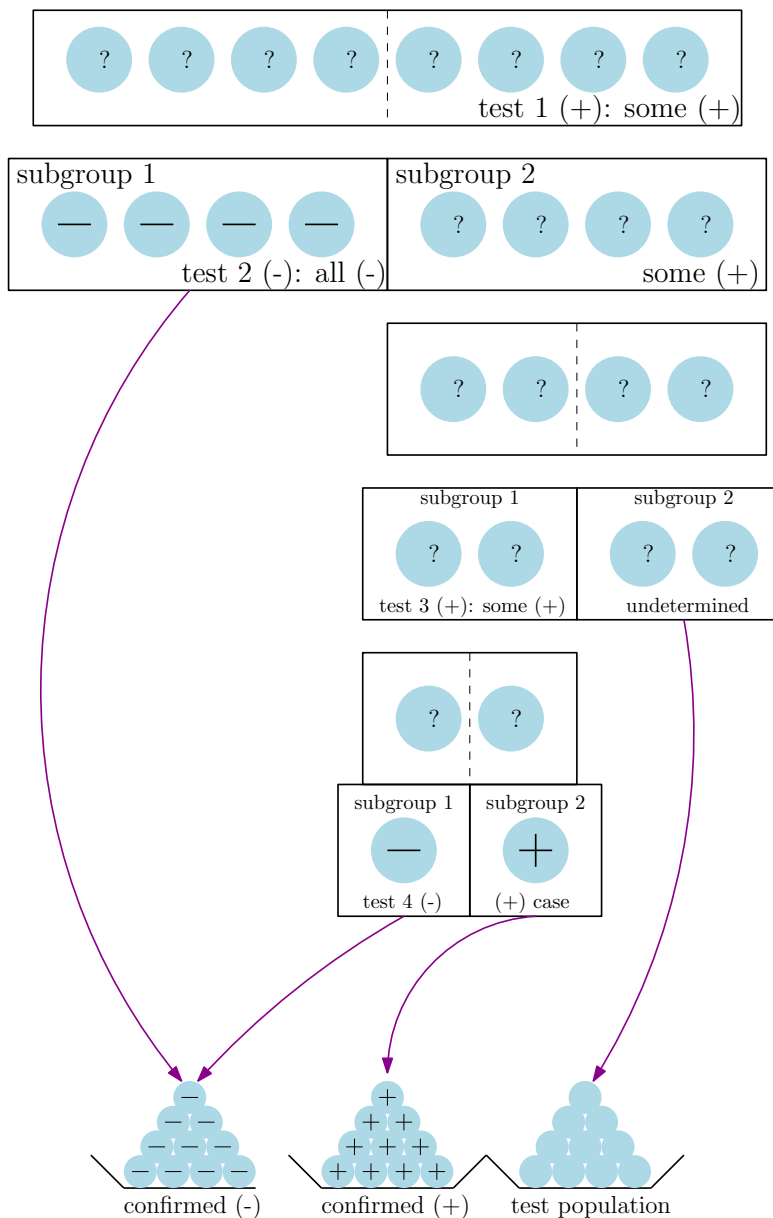 ? ? ? ? ? ? ? ?
test 1 (+): some (+)
subgroup 1 subgroup 2
— — — — ? ? ? ?
test 2 (-): all (-) some (+)
? ? ? ?
subgroup 1 subgroup 2
? ? ? ?
test 3 (+): some (+) undetermined
? ?
subgroup 1 subgroup 2
— +
test 4 (-) (+) case
— +
— — + +
— — — + + +
— — — — + + + +
confirmed (-) confirmed (+) test population